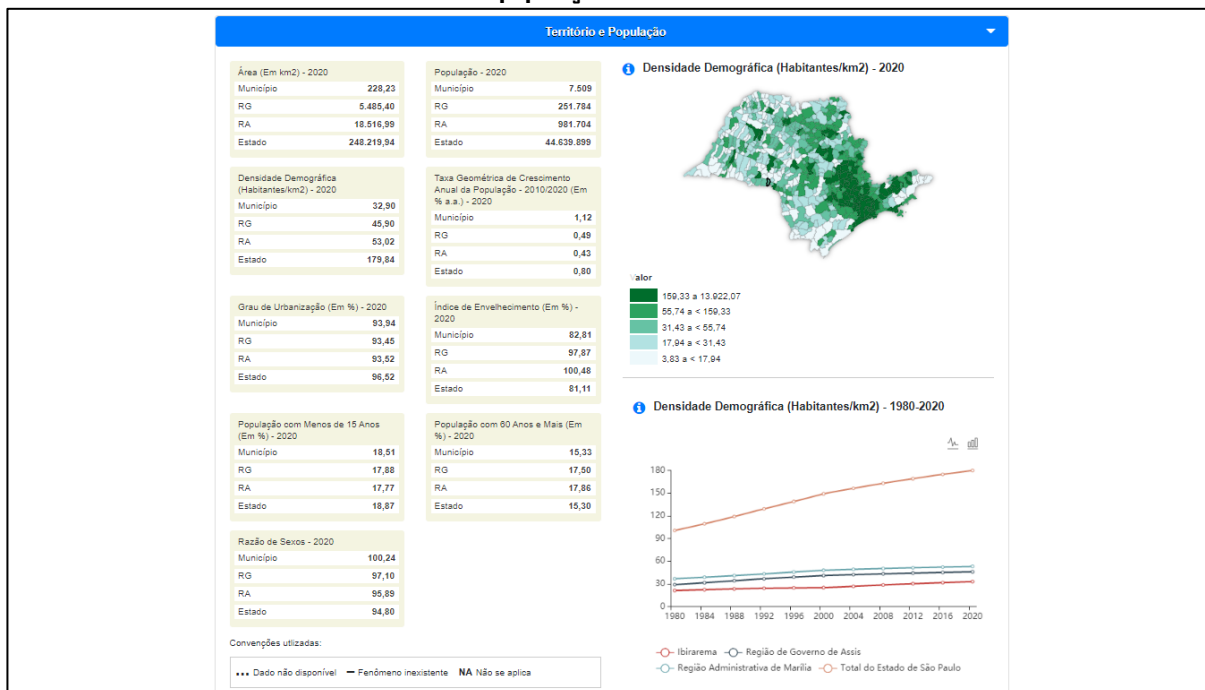 Território e População
Área (Em km2) - 2020
Município 228,23
RG 5.485,40
RA 18.516,99
Estado 248.219,94
População - 2020
Município 7.509
RG 251.784
RA 981.704
Estado 44.639.899
Densidade Demográfica
(Habitantes/km2) - 2020
Município 32,90
RG 45,90
RA 53,02
Estado 179,84
Taxa Geométrica de Crescimento
Anual da População - 2010/2020 (Em
% a.a.) - 2020
Município 1,12
RG 0,49
RA 0,43
Estado 0,80
Grau de Urbanização (Em %) - 2020
Município 93,94
RG 93,45
RA 93,52
Estado 96,52
Índice de Envelhecimento (Em %) -
2020
Município 82,81
RG 97,87
RA 100,48
Estado 81,11
População com Menos de 15 Anos
(Em %) - 2020
Município 18,51
RG 17,88
RA 17,77
Estado 18,87
População com 60 Anos e Mais (Em
%) - 2020
Município 15,33
RG 17,50
RA 17,86
Estado 15,30
Razão de Sexos - 2020
Município 100,24
RG 97,10
RA 95,89
Estado 94,80
Convenções utlizadas:
... Dado não disponível — Fenômeno inexistente NA Não se aplica
Densidade Demográfica (Habitantes/km2) - 2020
Valor
159,33 a 13.922,07
55,74 a < 159,33
31,43 a < 55,74
17,94 a < 31,43
3,83 a < 17,94
Densidade Demográfica (Habitantes/km2) - 1980-2020
180
150
120
90
60
30
0
1980 1984 1988 1992 1996 2000 2004 2008 2012 2016 2020
Ibirarema Região de Governo de Assis
Região Administrativa de Marília Total do Estado de São Paulo